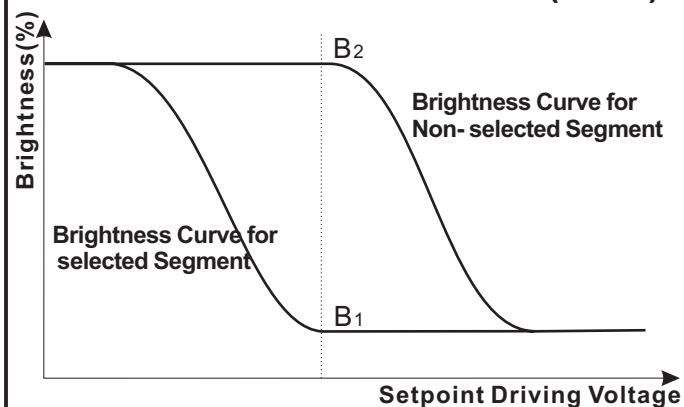 Brightness(%)
B2
Brightness Curve for
Non- selected Segment
Brightness Curve for
selected Segment
B1
Setpoint Driving Voltage